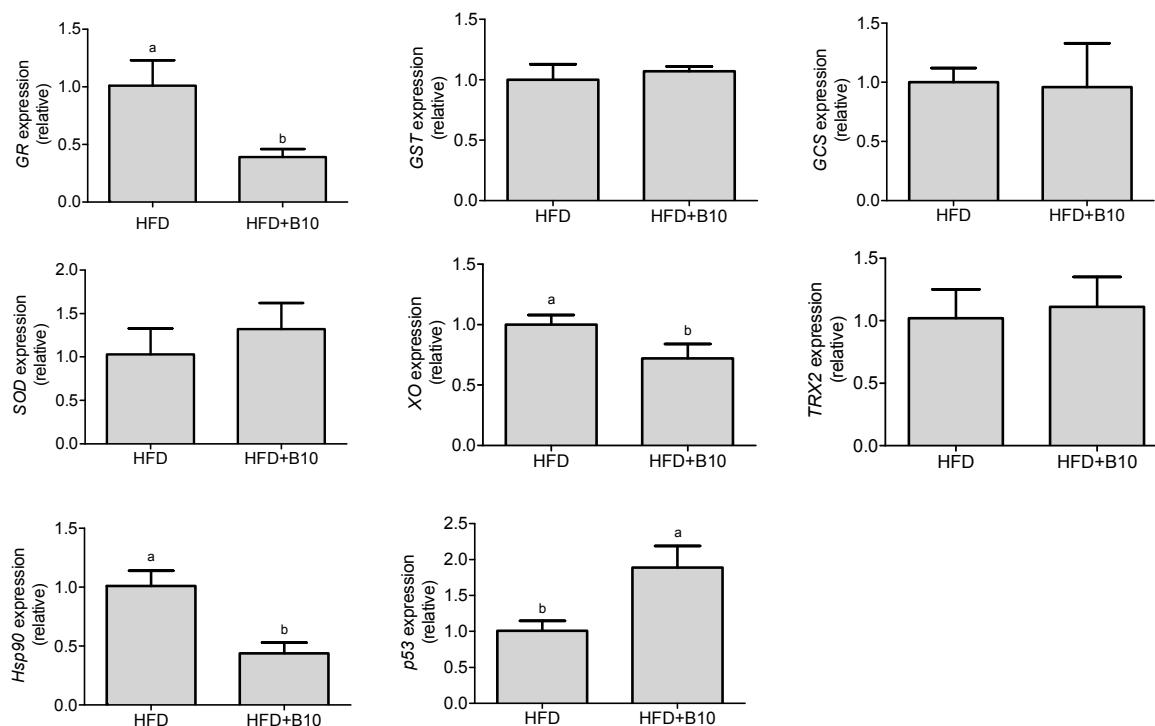 GR expression
(relative)
1.5
1.0
0.5
0.0
a
b
HFD
HFD+B10
GST expression
(relative)
1.5
1.0
0.5
0.0
HFD
HFD+B10
GCS expression
(relative)
1.5
1.0
0.5
0.0
HFD
HFD+B10
SOD expression
(relative)
2.0
1.5
1.0
0.5
0.0
HFD
HFD+B10
XO expression
(relative)
1.5
1.0
0.5
0.0
a
b
HFD
HFD+B10
TRX2 expression
(relative)
1.5
1.0
0.5
0.0
HFD
HFD+B10
Hsp90 expression
(relative)
1.5
1.0
0.5
0.0
a
b
HFD
HFD+B10
p53 expression
(relative)
2.5
2.0
1.5
1.0
0.5
0.0
b
a
HFD
HFD+B10